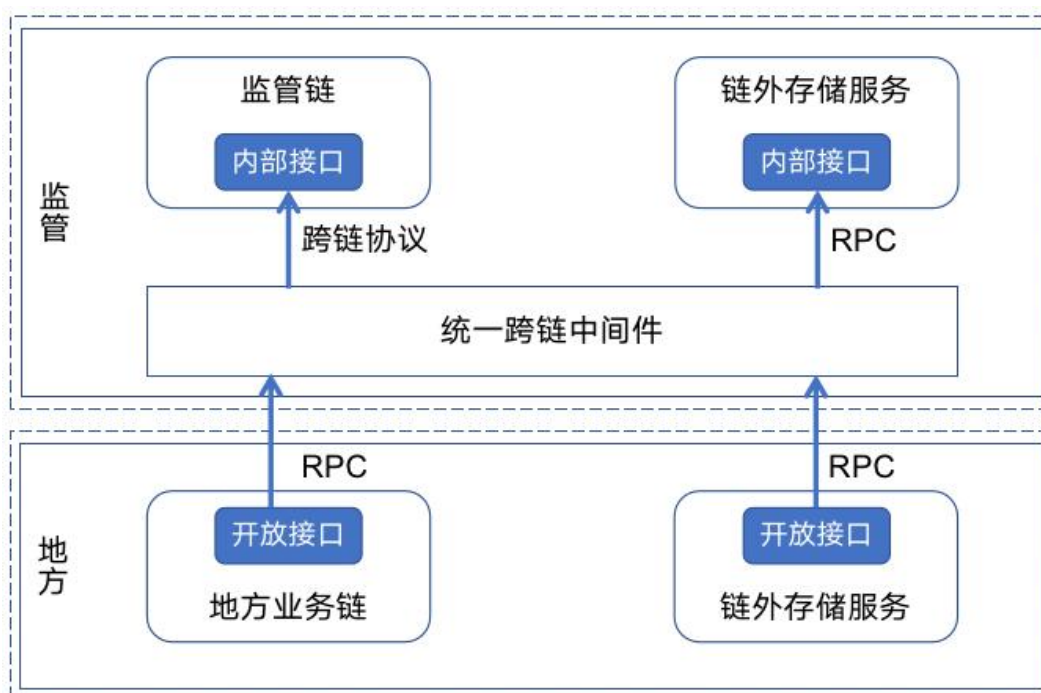 监管链
链外存储服务
内部接口
内部接口
监管
跨链协议
RPC
统一跨链中间件
RPC
RPC
开放接口
开放接口
地方
地方业务链
链外存储服务